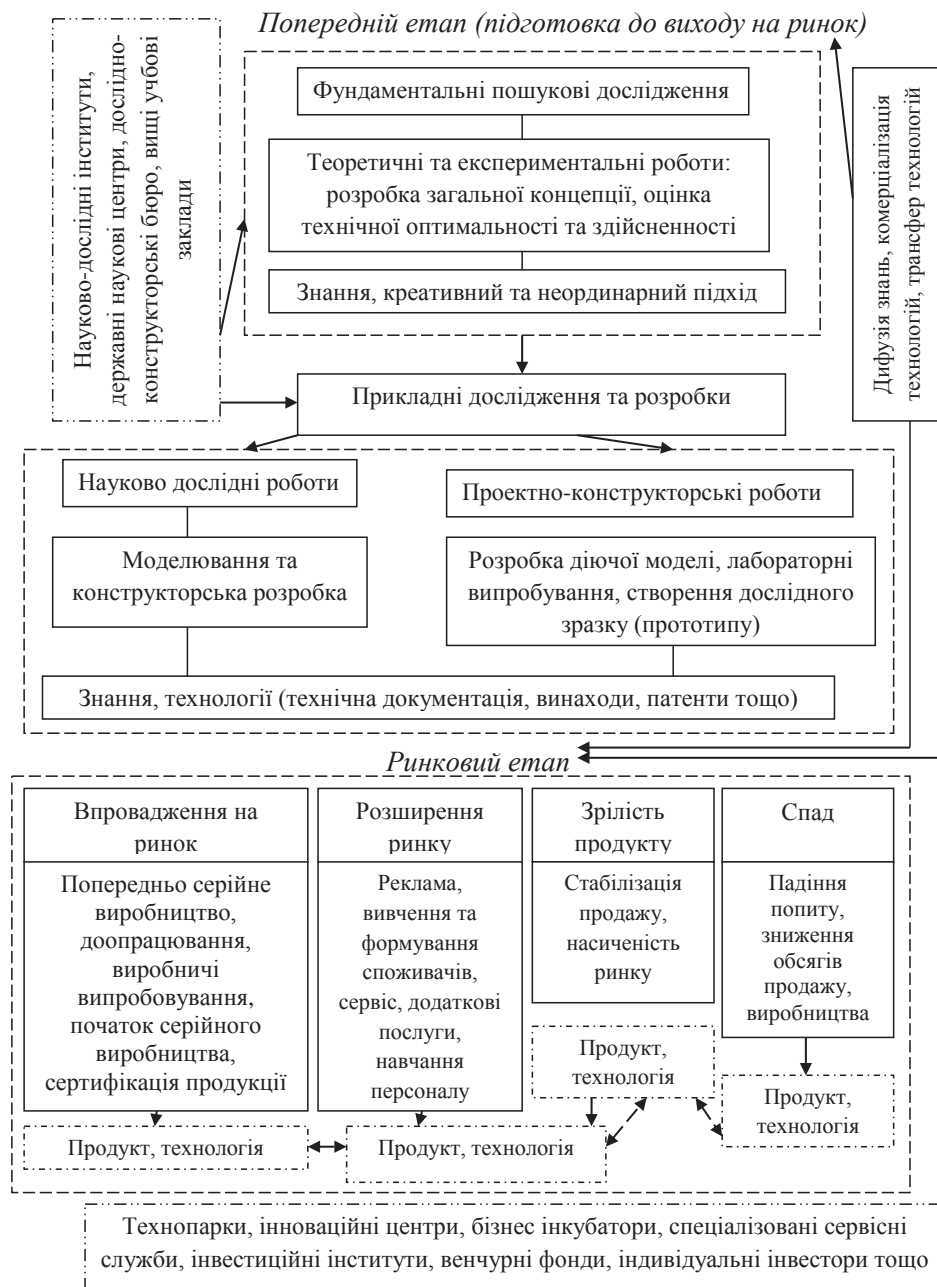 Попередній етап (підготовка до виходу на ринок)
Науково-дослідні інститути,
державні наукові центри, дослідно-
конструкторські бюро, вищі учбові
заклади
Фундаментальні пошукові дослідження
Теоретичні та експериментальні роботи:
розробка загальної концепції, оцінка
технічної оптимальності та здійсненності
Знання, креативний та неординарний підхід
Дифузія знань, комерціалізація
технологій, трансфер технологій
Прикладні дослідження та розробки
Науково дослідні роботи
Проектно-конструкторські роботи
Моделювання та
конструкторська розробка
Розробка діючої моделі, лабораторні
випробування, створення дослідного
зразку (прототипу)
Знання, технології (технічна документація, винаходи, патенти тощо)
Ринковий етап
Впровадження на
ринок
Попередньо серійне
виробництво,
доопрацювання,
виробничі
випробовування,
початок серійного
виробництва,
сертифікація продукції
Продукт, технологія
Розширення
ринку
Реклама,
вивчення та
формування
споживачів,
сервіс, додаткові
послуги,
навчання
персоналу
Продукт, технологія
Зрілість
продукту
Стабілізація
продажу,
насиченість
ринку
Продукт,
технологія
Спад
Падіння
попиту,
зниження
обсягів
продажу,
виробництва
Продукт,
технологія
Технопарки, інноваційні центри, бізнес інкубатори, спеціалізовані сервісні
служби, інвестиційні інститути, венчурні фонди, індивідуальні інвестори тощо